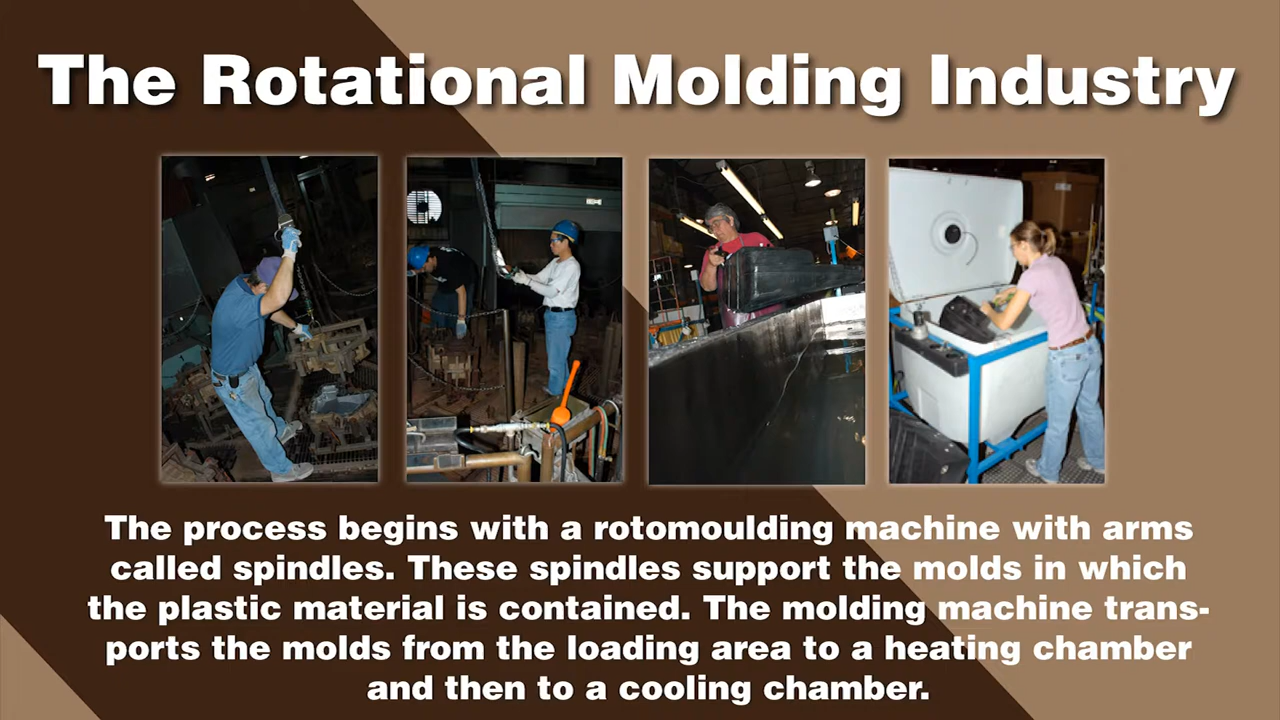 The Rotational Molding Industry
The process begins with a rotomoulding machine with arms
called spindles. These spindles support the molds in which
the plastic material is contained. The molding machine trans-
ports the molds from the loading area to a heating chamber
and then to a cooling chamber.